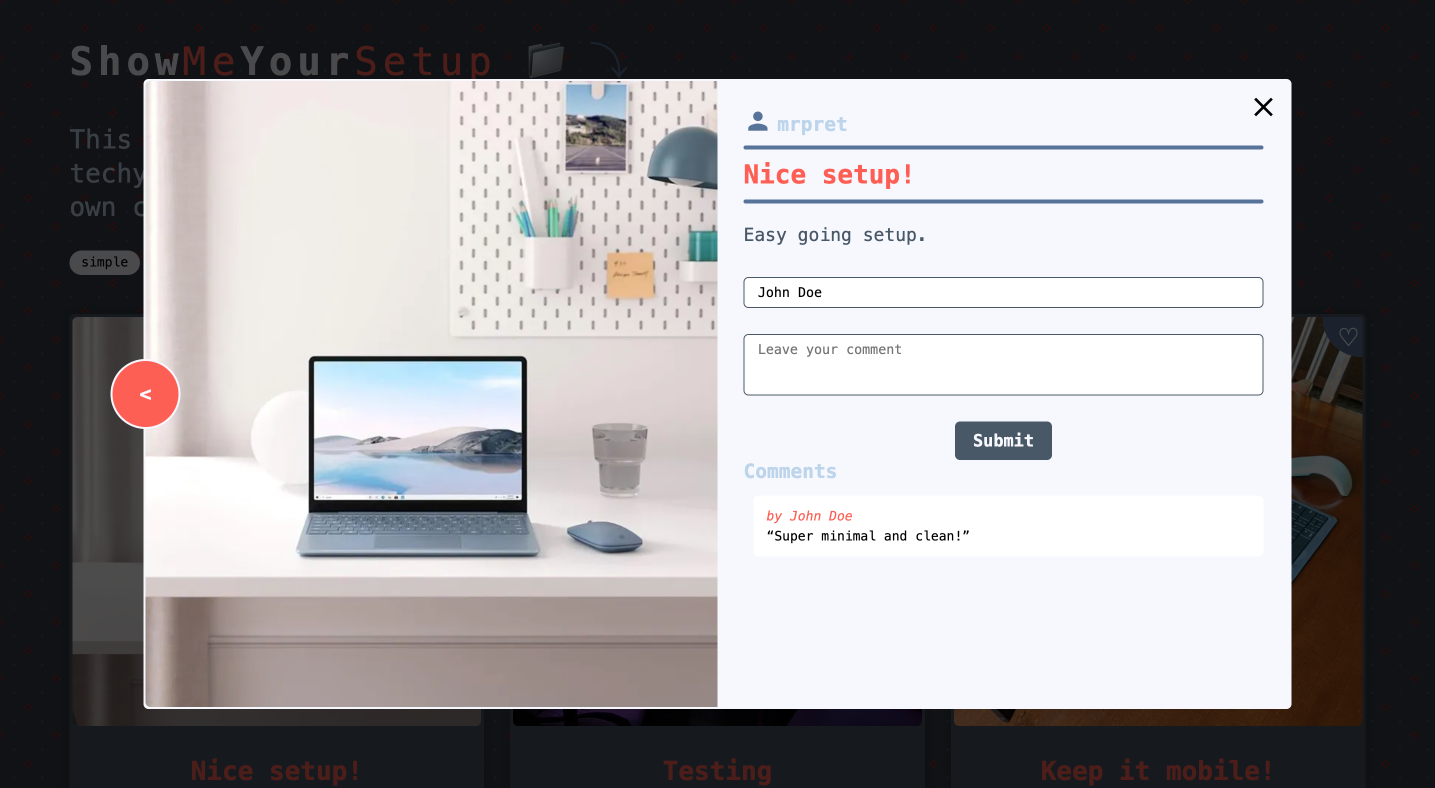 ShowMeYourSetup
This
techy
own
simple
<
mrpret
Nice setup!
Easy going setup.
John Doe
Leave your comment
Submit
Comments
by John Doe
“Super minimal and clean!”
Nice setup!
Testing
Keep it mobile!